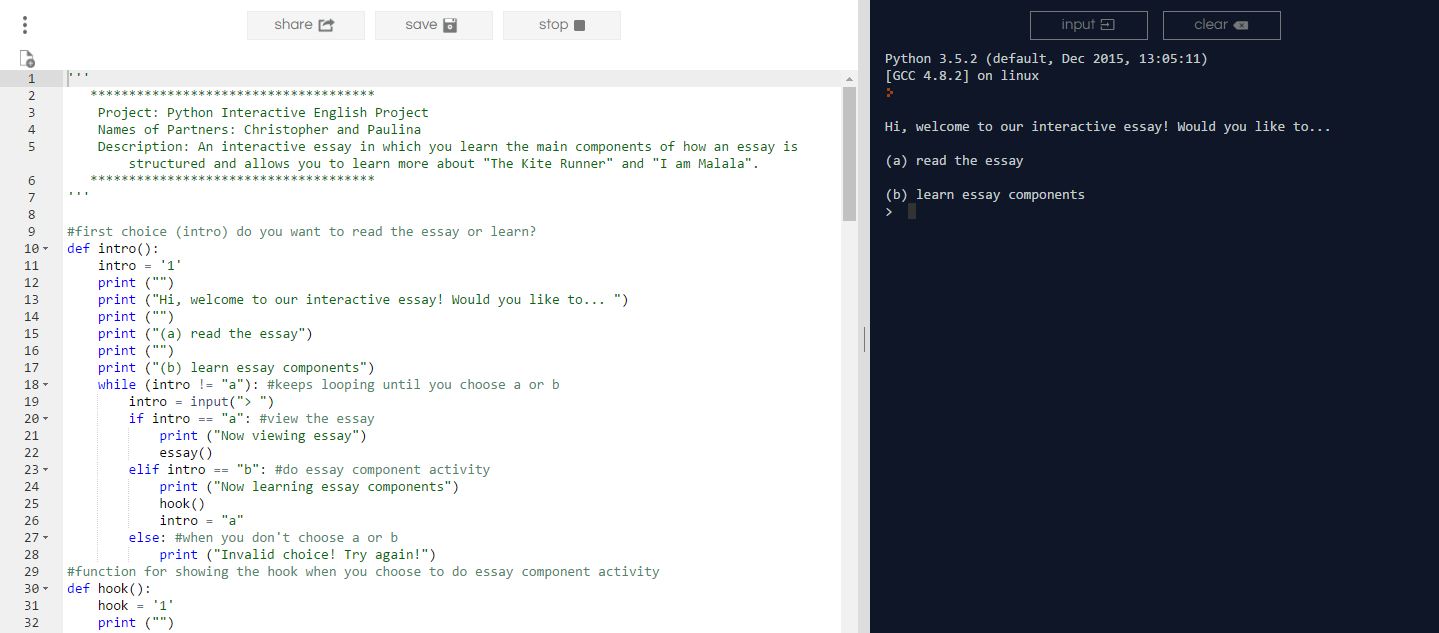 share save stop
1 '''
2 *************************************
3 Project: Python Interactive English Project
4 Names of Partners: Christopher and Paulina
5 Description: An interactive essay in which you learn the main components of how an essay is
structured and allows you to learn more about "The Kite Runner" and "I am Malala".
6 *************************************
7 '''
8
9 #first choice (intro) do you want to read the essay or learn?
10 def intro():
11 intro = '1'
12 print ("")
13 print ("Hi, welcome to our interactive essay! Would you like to... ")
14 print ("")
15 print ("(a) read the essay")
16 print ("")
17 print ("(b) learn essay components")
18 while (intro != "a"): #keeps looping until you choose a or b
19 intro = input("> ")
20 if intro == "a": #view the essay
21 print ("Now viewing essay")
22 essay()
23 elif intro == "b": #do essay component activity
24 print ("Now learning essay components")
25 hook()
26 intro = "a"
27 else: #when you don't choose a or b
28 print ("Invalid choice! Try again!")
29 #function for showing the hook when you choose to do essay component activity
30 def hook():
31 hook = '1'
32 print ("")
input clear
Python 3.5.2 (default, Dec 2015, 13:05:11)
[GCC 4.8.2] on linux
Hi, welcome to our interactive essay! Would you like to...
(a) read the essay
(b) learn essay components
>